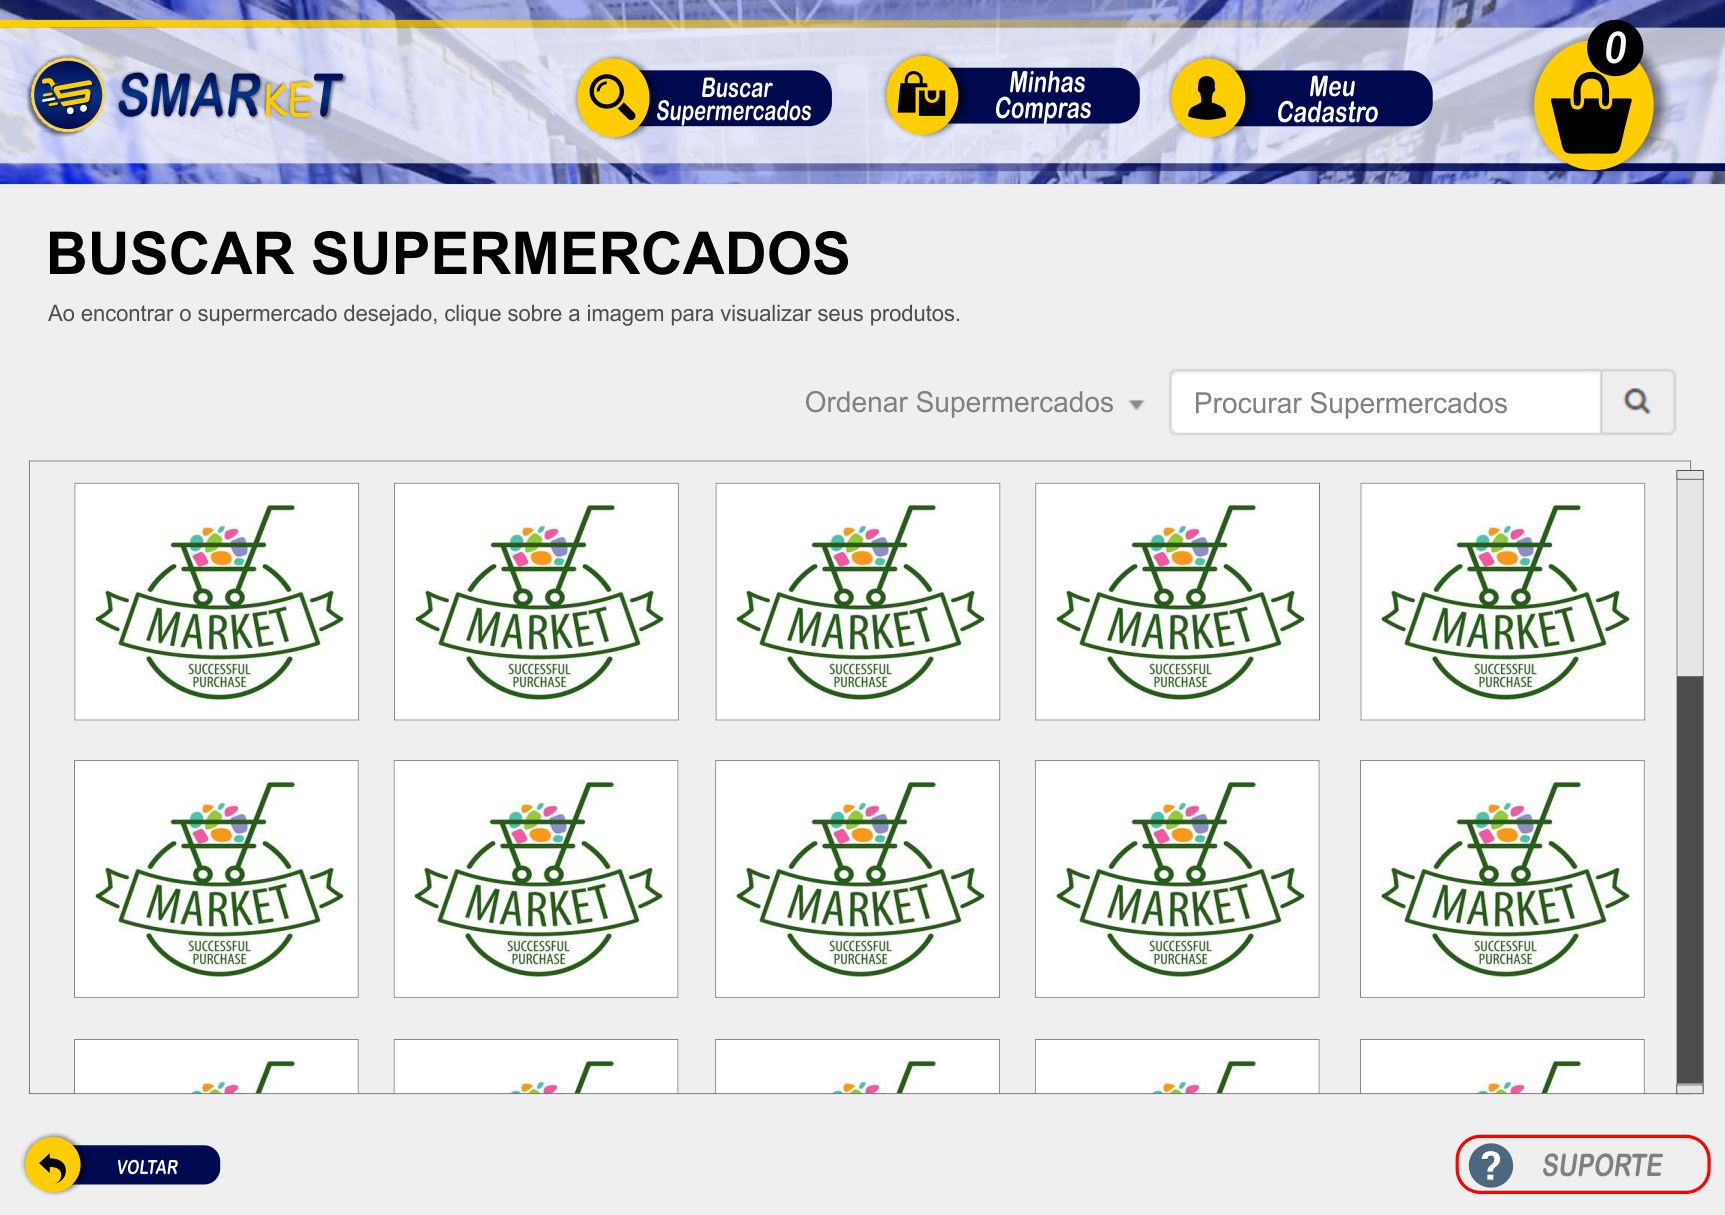 SMARKET
Buscar
Supermercados
Minhas
Compras
Meu
Cadastro
0
BUSCAR SUPERMERCADOS
Ao encontrar o supermercado desejado, clique sobre a imagem para visualizar seus produtos.
Ordenar Supermercados
Procurar Supermercados
MARKET
SUCCESSFUL
PURCHASE
MARKET
SUCCESSFUL
PURCHASE
MARKET
SUCCESSFUL
PURCHASE
MARKET
SUCCESSFUL
PURCHASE
MARKET
SUCCESSFUL
PURCHASE
MARKET
SUCCESSFUL
PURCHASE
MARKET
SUCCESSFUL
PURCHASE
MARKET
SUCCESSFUL
PURCHASE
MARKET
SUCCESSFUL
PURCHASE
MARKET
SUCCESSFUL
PURCHASE
VOLTAR
? SUPORTE